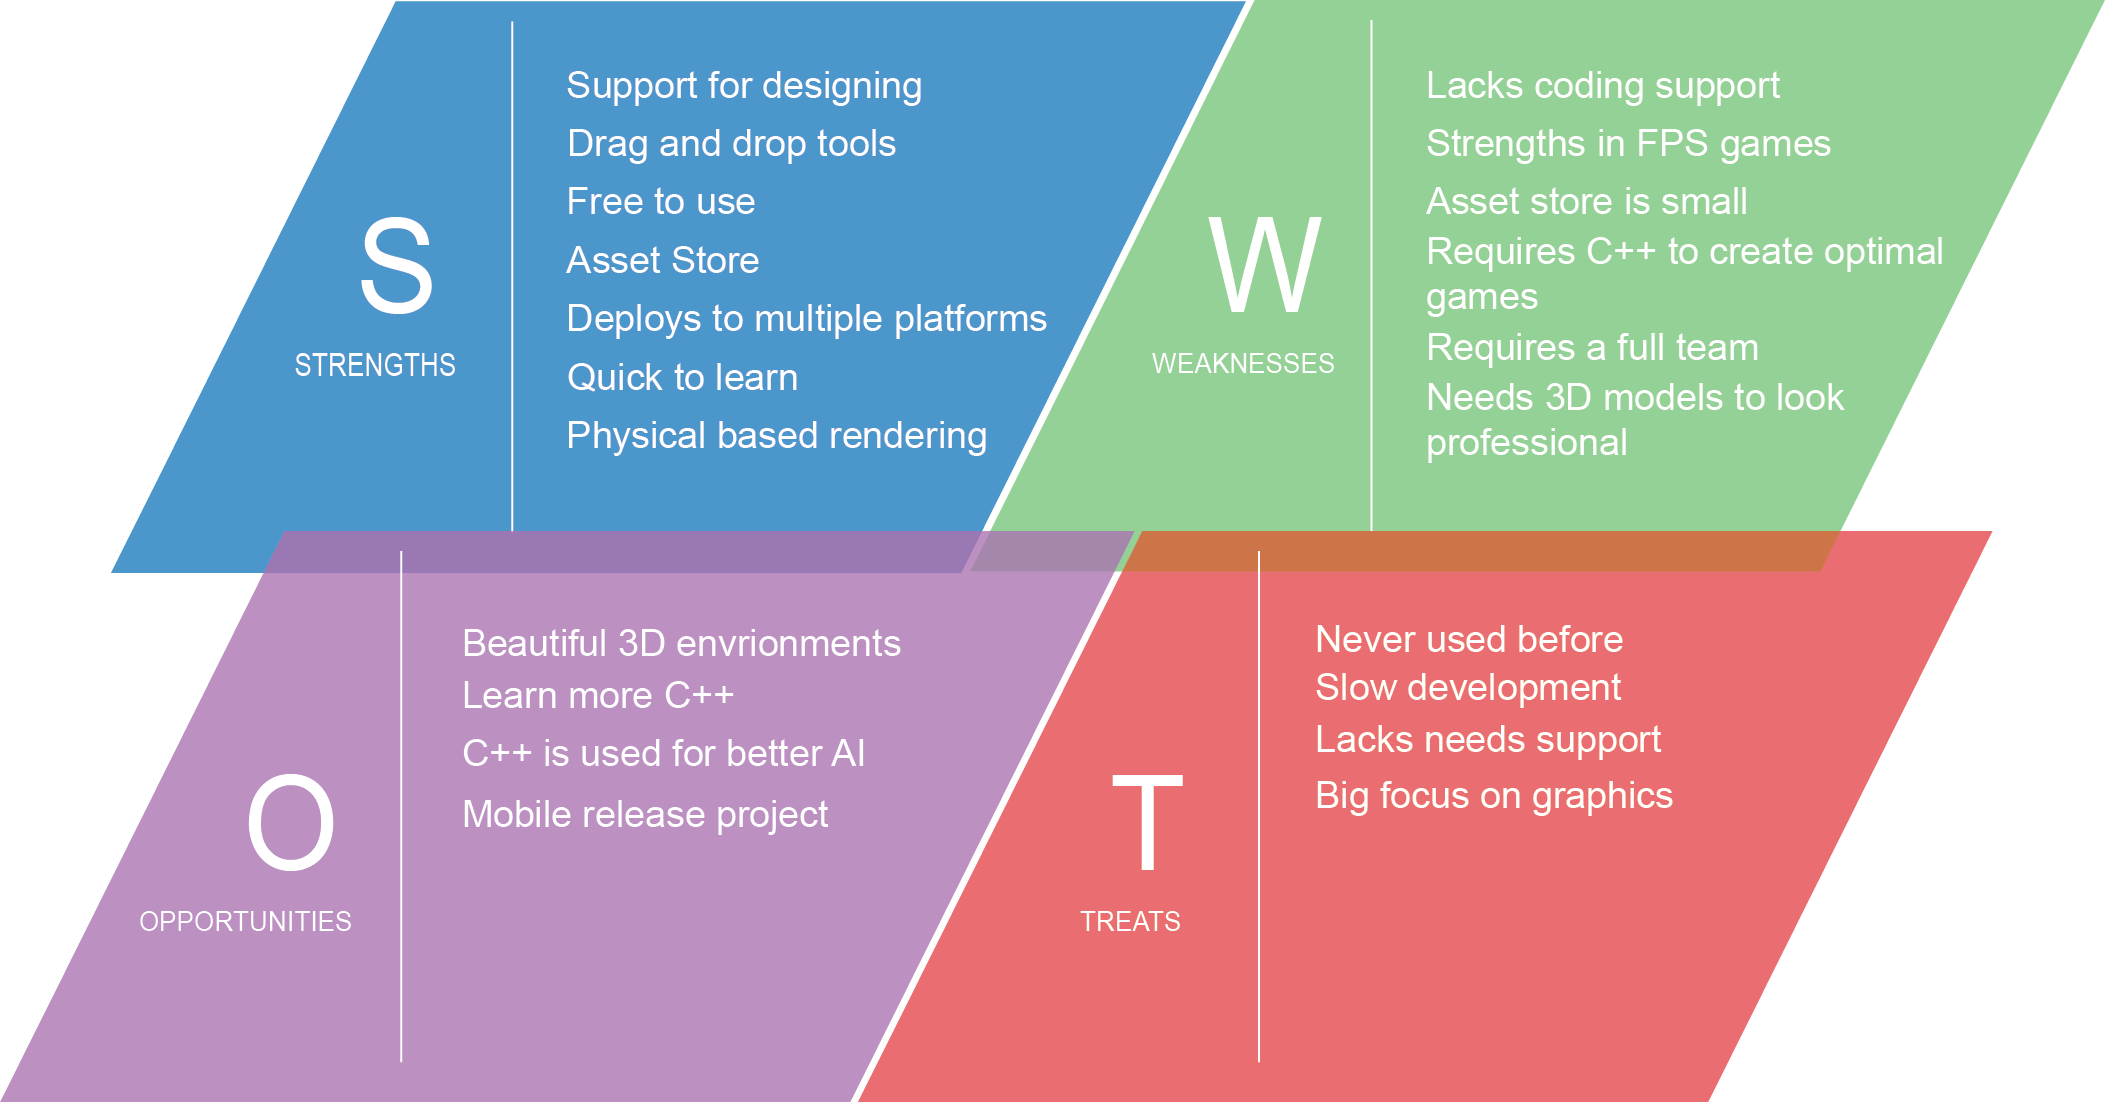 S
STRENGTHS
Support for designing
Drag and drop tools
Free to use
Asset Store
Deploys to multiple platforms
Quick to learn
Physical based rendering
W
WEAKNESSES
Lacks coding support
Strengths in FPS games
Asset store is small
Requires C++ to create optimal
games
Requires a full team
Needs 3D models to look
professional
O
OPPORTUNITIES
Beautiful 3D envrionments
Learn more C++
C++ is used for better AI
Mobile release project
T
TREATS
Never used before
Slow development
Lacks needs support
Big focus on graphics